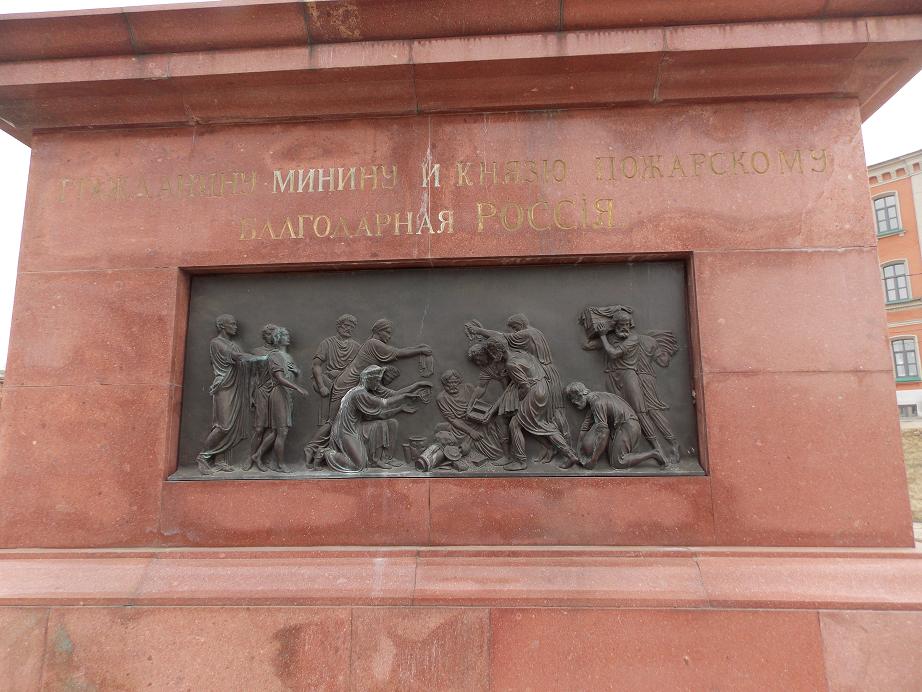 ГРАЖДАНИНУ МИНИНУ И КНЯЗЮ ПОЖАРСКОМУ
БЛАГОДАРНАЯ РОССІЯ